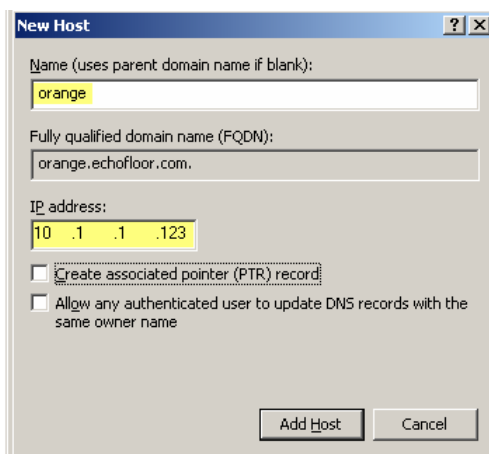 New Host
Name (uses parent domain name if blank):
orange
Fully qualified domain name (FQDN):
orange.echofloor.com.
IP address:
10 .1 .1 .123
Create associated pointer (PTR) record
Allow any authenticated user to update DNS records with the
same owner name
Add Host Cancel